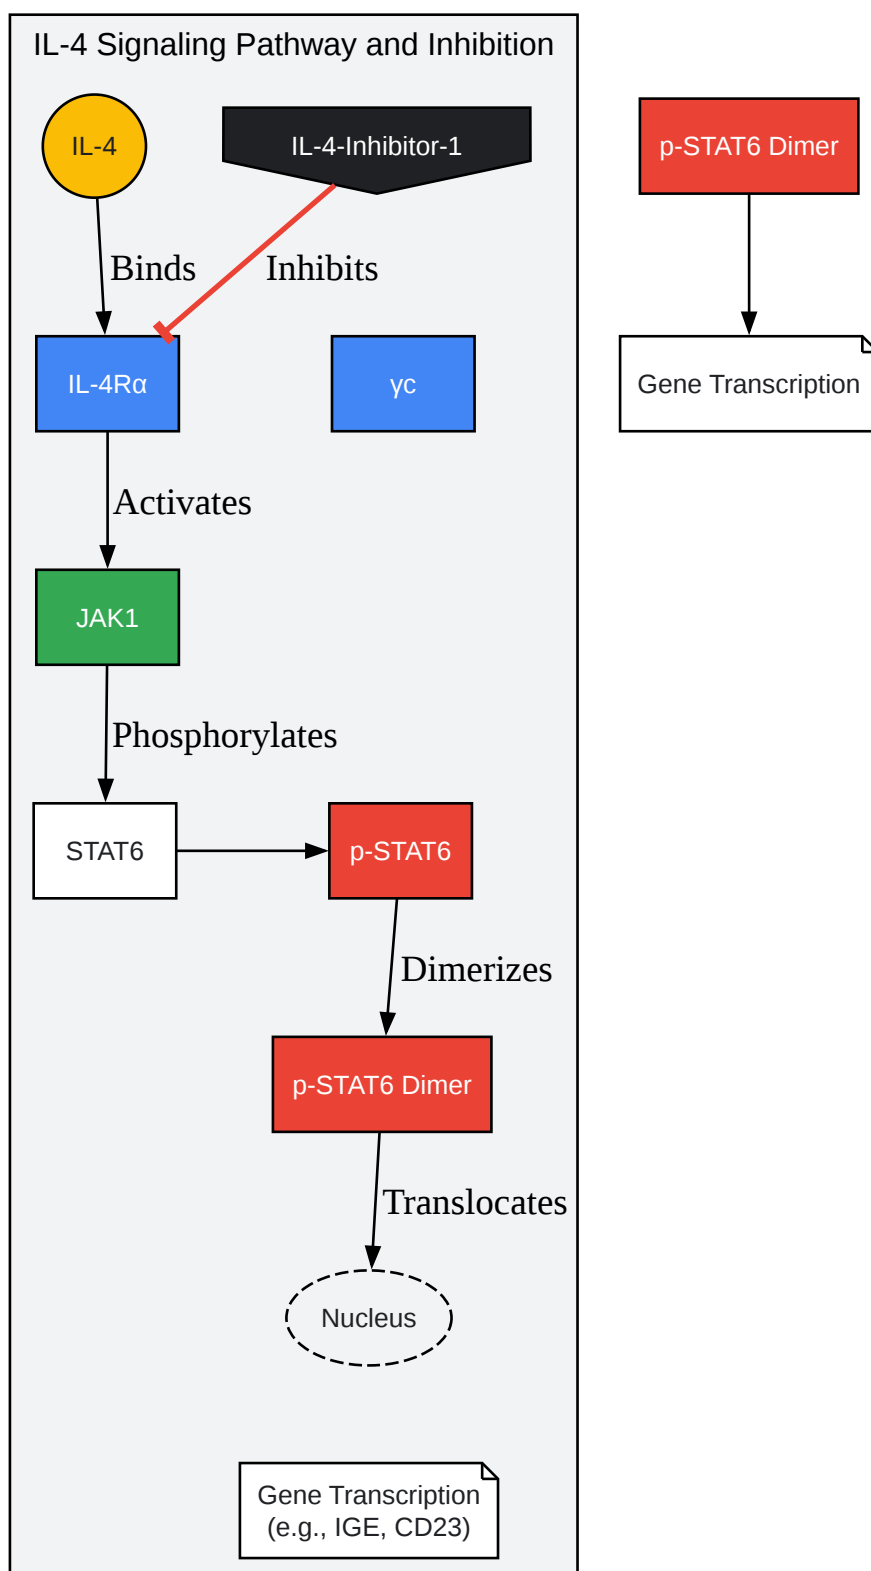 IL-4 Signaling Pathway and Inhibition
IL-4
IL-4-Inhibitor-1
p-STAT6 Dimer
Binds
Inhibits
IL-4Rα
γc
Gene Transcription
Activates
JAK1
Phosphorylates
STAT6
p-STAT6
Dimerizes
p-STAT6 Dimer
Translocates
Nucleus
Gene Transcription
(e.g., IGE, CD23)